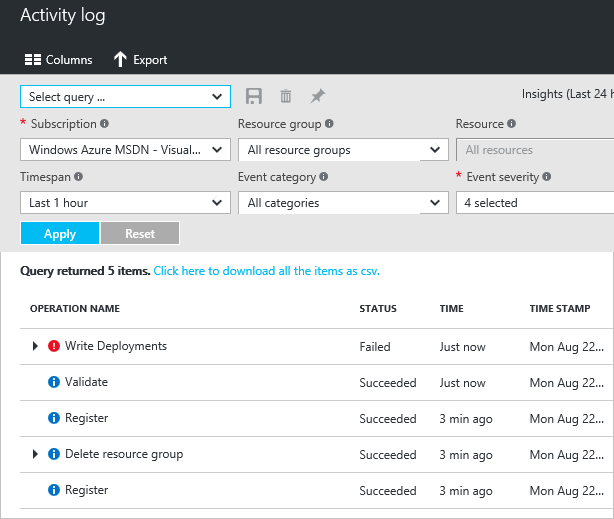 Activity log
Columns Export
Select query ... Insights (Last 24 h
* Subscription Resource group Resource
Windows Azure MSDN - Visual... All resource groups All resources
Timespan Event category * Event severity
Last 1 hour All categories 4 selected
Apply Reset
Query returned 5 items. Click here to download all the items as csv.
OPERATION NAME STATUS TIME TIME STAMP
Write Deployments Failed Just now Mon Aug 22...
Validate Succeeded Just now Mon Aug 22...
Register Succeeded 3 min ago Mon Aug 22...
Delete resource group Succeeded 3 min ago Mon Aug 22...
Register Succeeded 3 min ago Mon Aug 22...